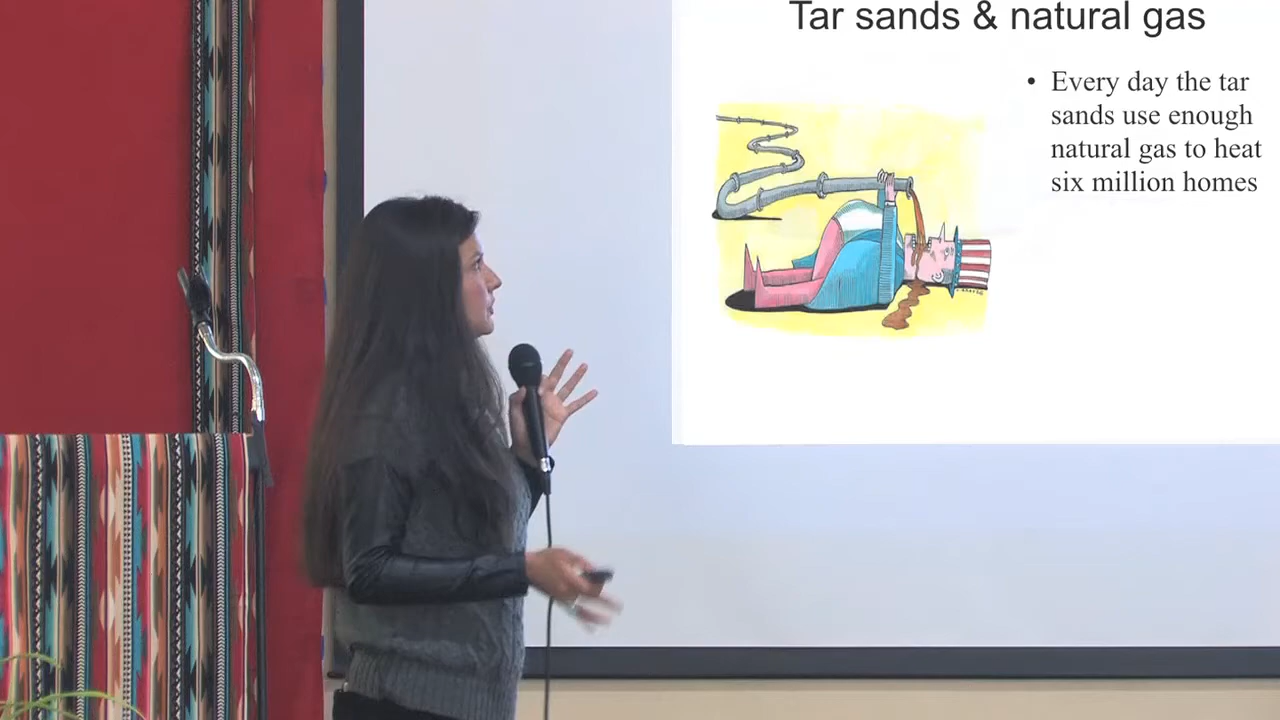 Tar sands & natural gas
• Every day the tar
sands use enough
natural gas to heat
six million homes